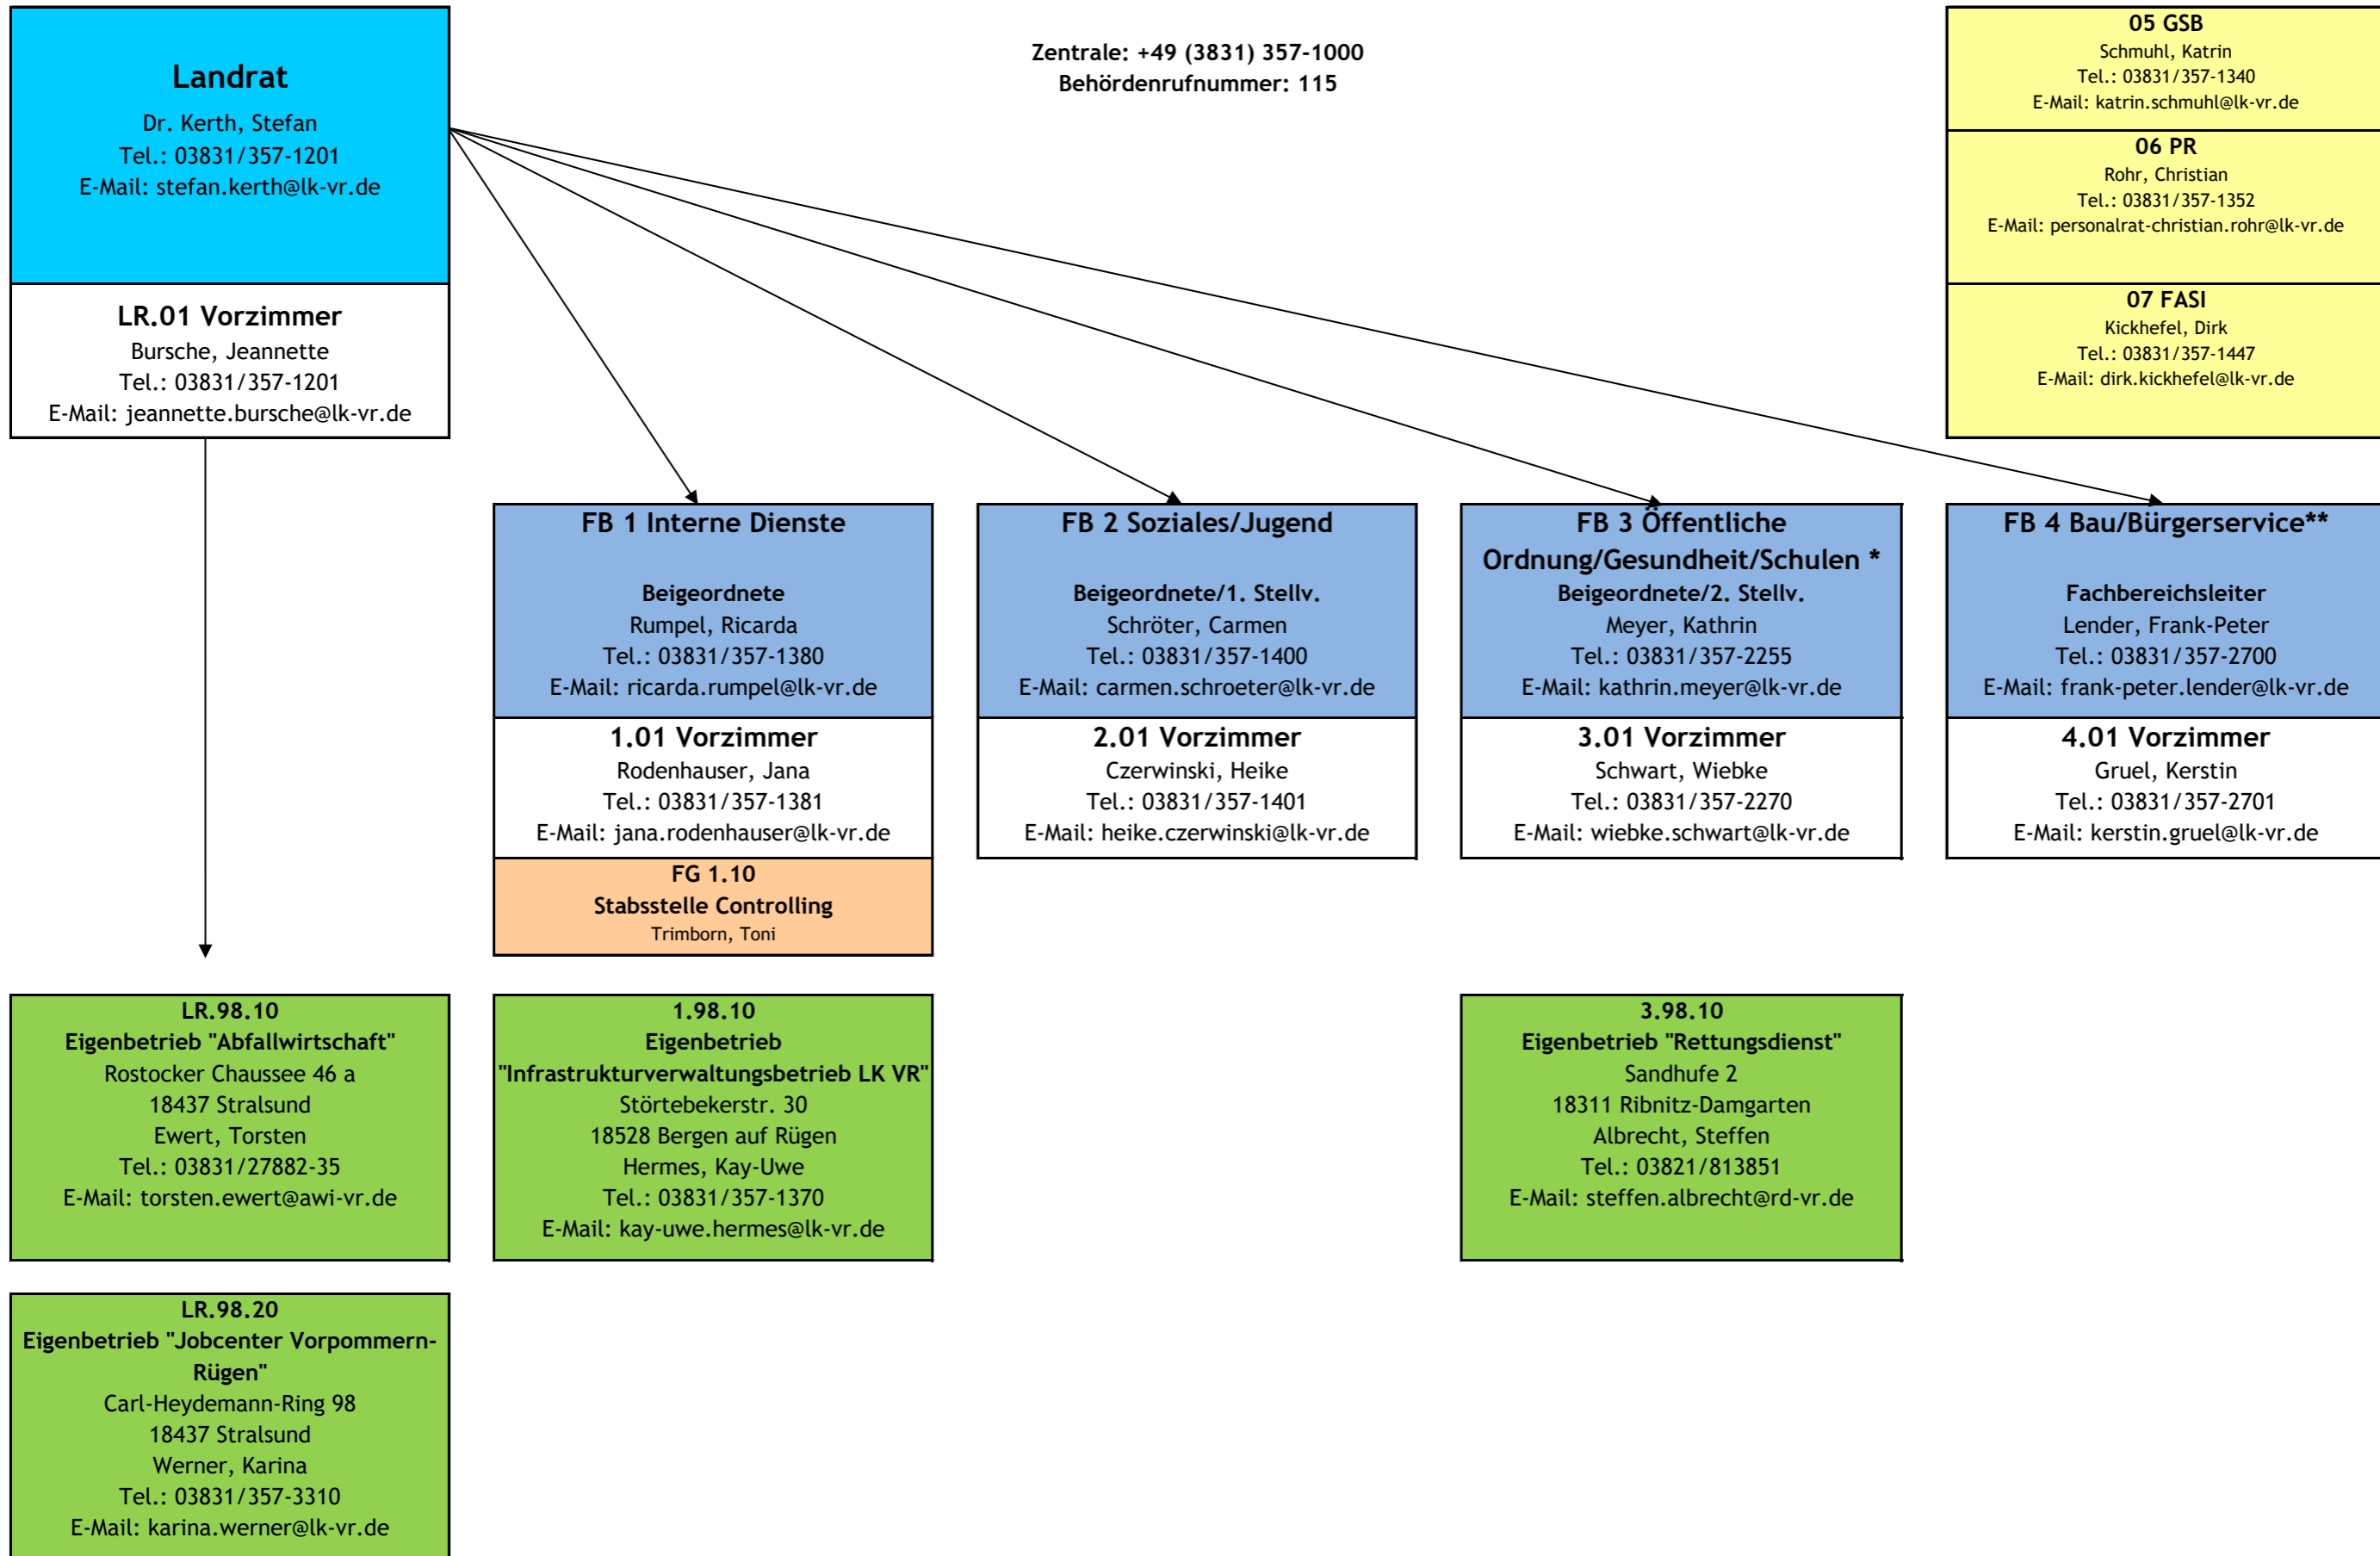 Landrat
Dr. Kerth, Stefan
Tel.: 03831/357-1201
E-Mail: stefan.kerth@lk-vr.de
LR.01 Vorzimmer
Bursche, Jeannette
Tel.: 03831/357-1201
E-Mail: jeannette.bursche@lk-vr.de
Zentrale: +49 (3831) 357-1000
Behördenrufnummer: 115
05 GSB
Schmuhl, Katrin
Tel.: 03831/357-1340
E-Mail: katrin.schmuhl@lk-vr.de
06 PR
Rohr, Christian
Tel.: 03831/357-1352
E-Mail: personalrat-christian.rohr@lk-vr.de
07 FASI
Kickhefel, Dirk
Tel.: 03831/357-1447
E-Mail: dirk.kickhefel@lk-vr.de
FB 1 Interne Dienste
Beigeordnete
Rumpel, Ricarda
Tel.: 03831/357-1380
E-Mail: ricarda.rumpel@lk-vr.de
1.01 Vorzimmer
Rodenhauser, Jana
Tel.: 03831/357-1381
E-Mail: jana.rodenhauser@lk-vr.de
FG 1.10
Stabsstelle Controlling
Trimborn, Toni
FB 2 Soziales/Jugend
Beigeordnete/1. Stellv.
Schröter, Carmen
Tel.: 03831/357-1400
E-Mail: carmen.schroeter@lk-vr.de
2.01 Vorzimmer
Czerwinski, Heike
Tel.: 03831/357-1401
E-Mail: heike.czerwinski@lk-vr.de
FB 3 Öffentliche
Ordnung/Gesundheit/Schulen *
Beigeordnete/2. Stellv.
Meyer, Kathrin
Tel.: 03831/357-2255
E-Mail: kathrin.meyer@lk-vr.de
3.01 Vorzimmer
Schwart, Wiebke
Tel.: 03831/357-2270
E-Mail: wiebke.schwart@lk-vr.de
FB 4 Bau/Bürgerservice**
Fachbereichsleiter
Lender, Frank-Peter
Tel.: 03831/357-2700
E-Mail: frank-peter.lender@lk-vr.de
4.01 Vorzimmer
Gruel, Kerstin
Tel.: 03831/357-2701
E-Mail: kerstin.gruel@lk-vr.de
LR.98.10
Eigenbetrieb "Abfallwirtschaft"
Rostocker Chaussee 46 a
18437 Stralsund
Ewert, Torsten
Tel.: 03831/27882-35
E-Mail: torsten.ewert@awi-vr.de
1.98.10
Eigenbetrieb
"Infrastrukturverwaltungsbetrieb LK VR"
Störtebekerstr. 30
18528 Bergen auf Rügen
Hermes, Kay-Uwe
Tel.: 03831/357-1370
E-Mail: kay-uwe.hermes@lk-vr.de
3.98.10
Eigenbetrieb "Rettungsdienst"
Sandhufe 2
18311 Ribnitz-Damgarten
Albrecht, Steffen
Tel.: 03821/813851
E-Mail: steffen.albrecht@rd-vr.de
LR.98.20
Eigenbetrieb "Jobcenter Vorpommern-
Rügen"
Carl-Heydemann-Ring 98
18437 Stralsund
Werner, Karina
Tel.: 03831/357-3310
E-Mail: karina.werner@lk-vr.de